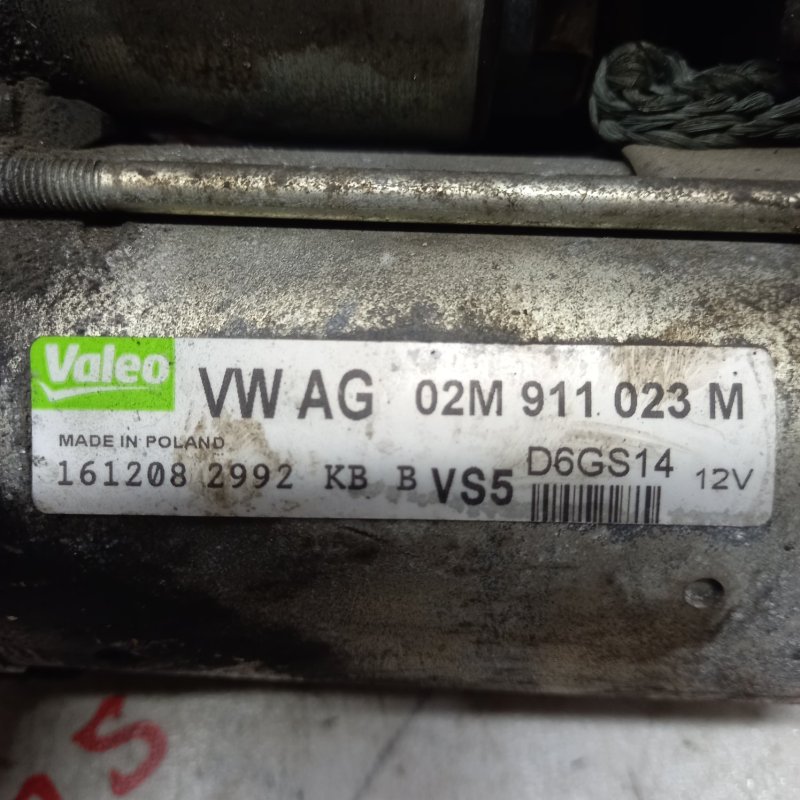 Valeo VW AG 02M 911 023 M
MADE IN POLAND
161208 2992 KB B VS5 D6GS14 12V